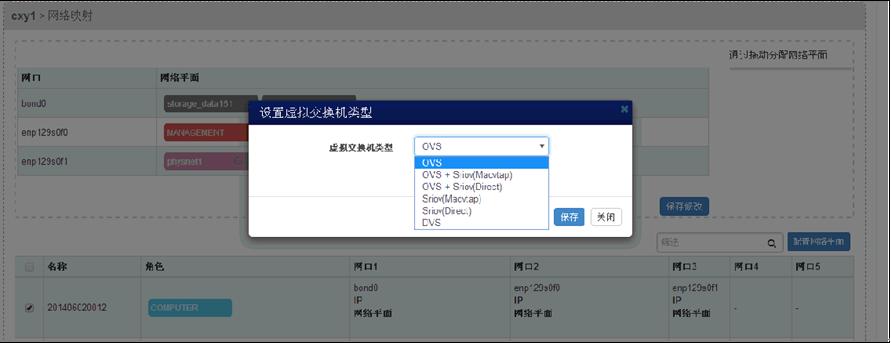 cxy1 > 网络映射
通过拖动分配网络平面
网口 网络平面
bond0 storage_data161
enp129s0f0 MANAGEMENT
enp129s0f1 physnet1
设置虚拟交换机类型
虚拟交换机类型 OVS
OVS
OVS + Sriov(Macvtap)
OVS + Sriov(Direct)
Sriov(Macvtap)
Sriov(Direct)
DVS
保存修改
保存 关闭
筛选 配置网络平面
名称 角色 网口1 网口2 网口3 网口4 网口5
bond0 enp129s0f0 enp129s0f1
201406020012 COMPUTER IP IP IP - -
网络平面 网络平面 网络平面